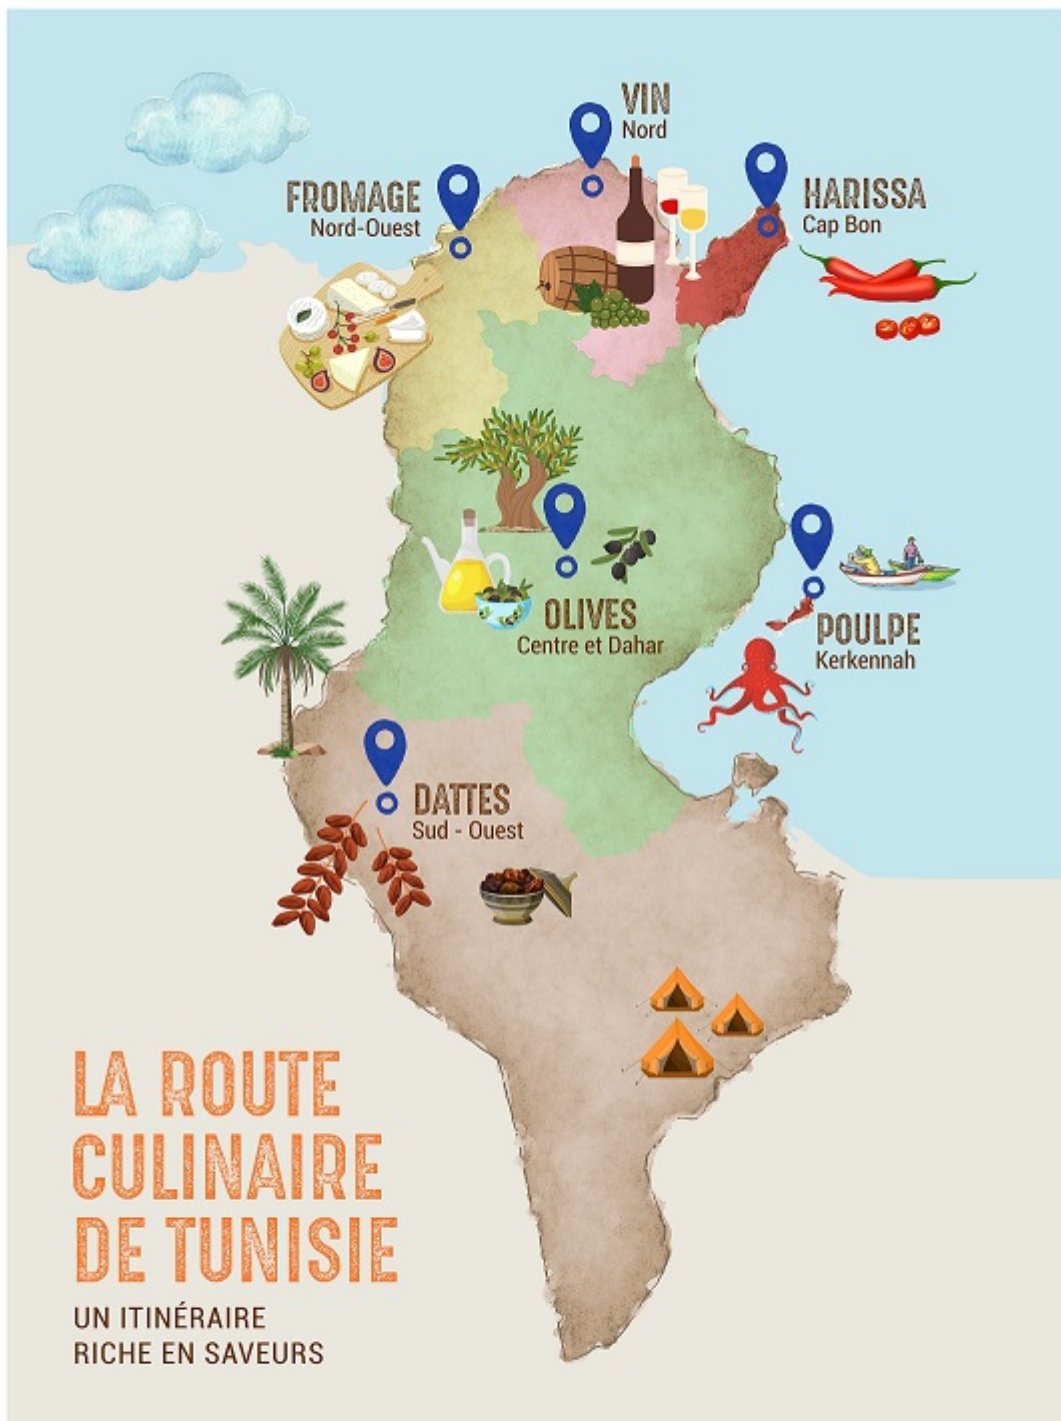 VIN
Nord
FROMAGE
Nord-Ouest
HARISSA
Cap Bon
OLIVES
Centre et Dahar
POULPE
Kerkennah
DATTES
Sud - Ouest
LA ROUTE
CULINAIRE
DE TUNISIE
UN ITINÉRAIRE
RICHE EN SAVEURS